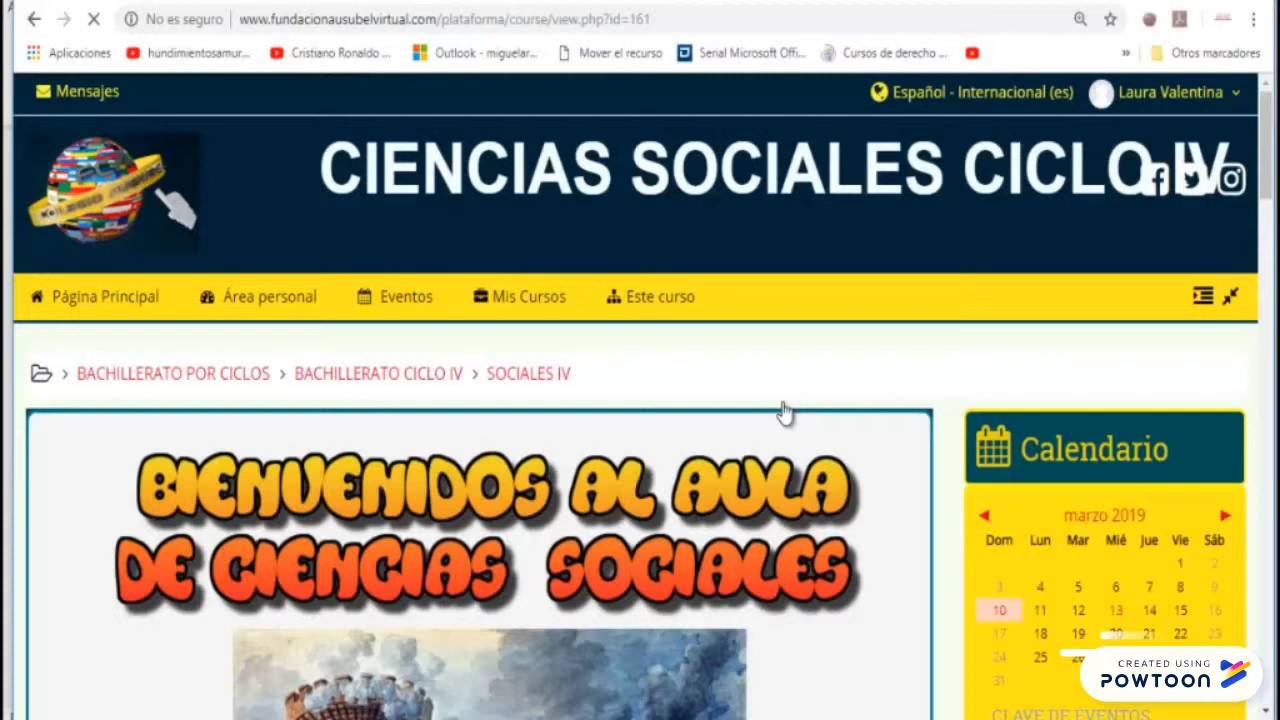 No es seguro www.fundacionausubelvirtual.com/plataforma/course/view.php?id=161
Aplicaciones hundimientosamur... Cristiano Ronaldo ... Outlook - miguelar... Mover el recurso Serial Microsoft Offi... Cursos de derecho ... » Otros marcadores
Mensajes Español - Internacional (es) Laura Valentina
CIENCIAS SOCIALES CICLO IV
Página Principal Área personal Eventos Mis Cursos Este curso
BACHILLERATO POR CICLOS > BACHILLERATO CICLO IV > SOCIALES IV
BIENVENIDOS AL AULA
DE CIENCIAS SOCIALES
Calendario
marzo 2019
Dom Lun Mar Mié Jue Vie Sáb
1 2
3 4 5 6 7 8 9
10 11 12 13 14 15 16
17 18 19 20 21 22 23
24 25
31
CREATED USING
POWTOON
CLAVE DE EVENTOS